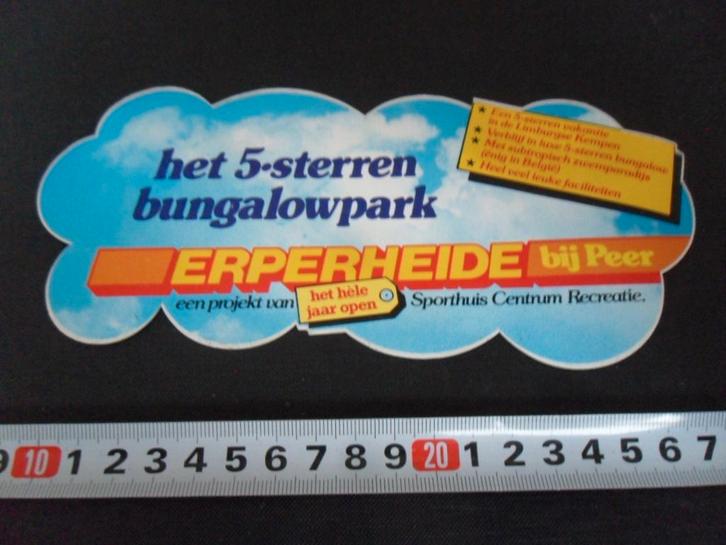 het 5-sterren
bungalowpark
★ Een 5-sterren vakantie
in de Limburgse Kempen
★ Verblijf in luxe 5-sterren bungalow
★ Met subtropisch zwemparadijs
(énig in België)
★ Heel veel leuke faciliteiten
ERPERHEIDE bij Peer
een projekt van
het hèle
jaar open
Sporthuis Centrum Recreatie.
9 10 1 2 3 4 5 6 7 8 9 20 1 2 3 4 5 6 7